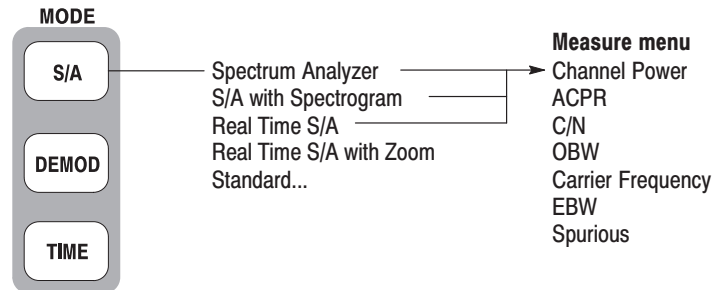 MODE
S/A
DEMOD
TIME
Spectrum Analyzer
S/A with Spectrogram
Real Time S/A
Real Time S/A with Zoom
Standard...
Measure menu
Channel Power
ACPR
C/N
OBW
Carrier Frequency
EBW
Spurious